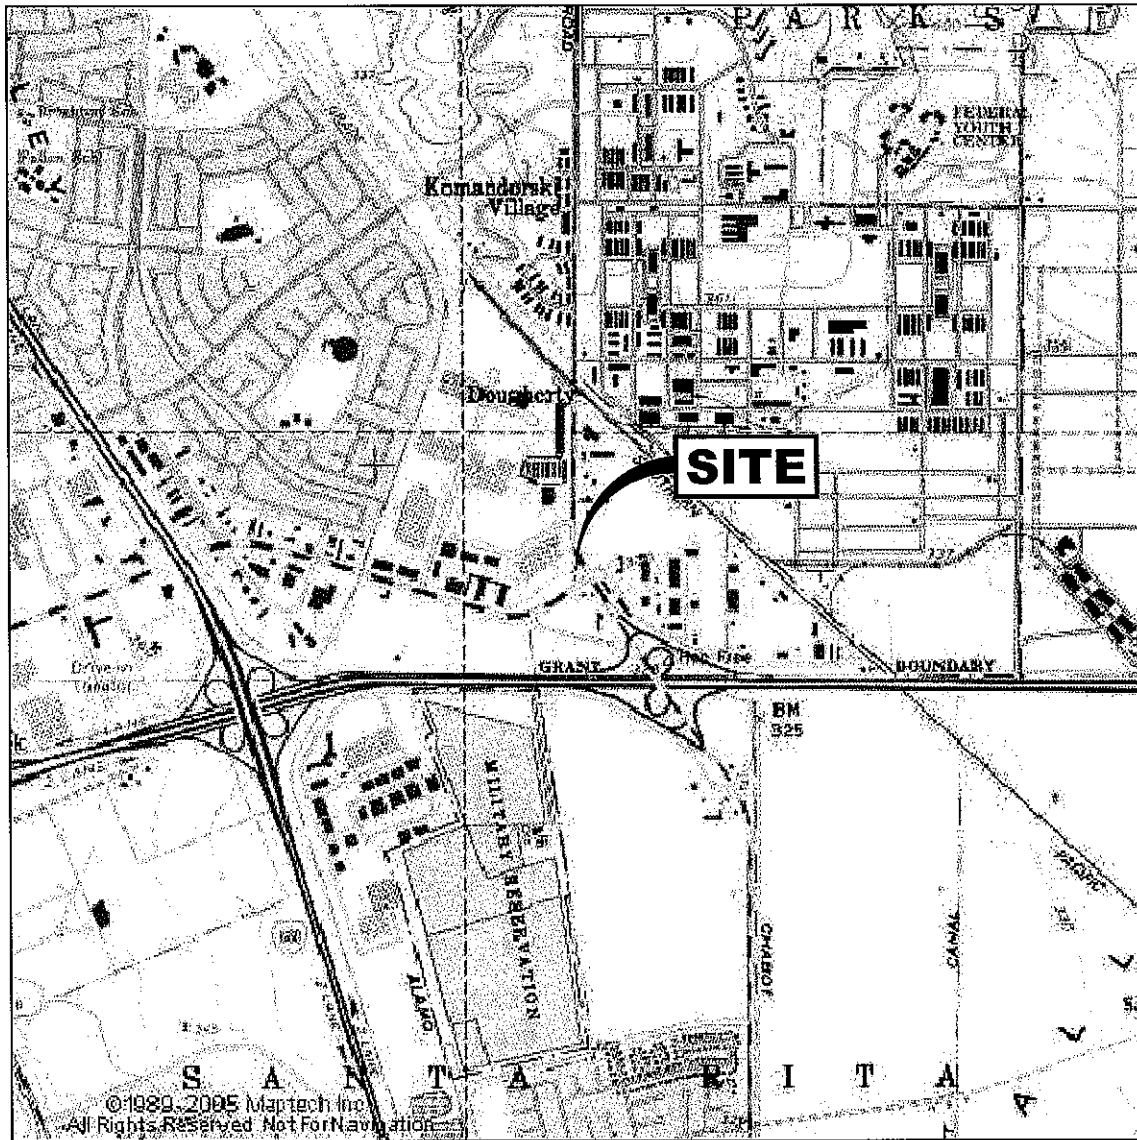 P A R K S
ROAD
FEDERAL
YOUTH
CENTER
L E Y
Komandorski
Village
Dougherty
SITE
337
GRANT
BOUNDARY
BM
325
MILITARY RESERVATION
ALAMO
CHABOT
CANAL
PACIFIC
S A N T A R I T A
©1989-2005 Maptech Inc
All Rights Reserved Not For Navigation